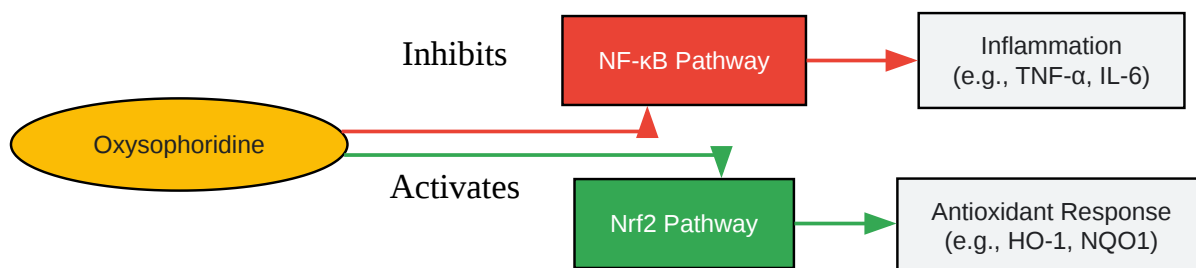 Inhibits
NF-κB Pathway
Inflammation
(e.g., TNF-α, IL-6)
Oxysophoridine
Activates
Nrf2 Pathway
Antioxidant Response
(e.g., HO-1, NQO1)